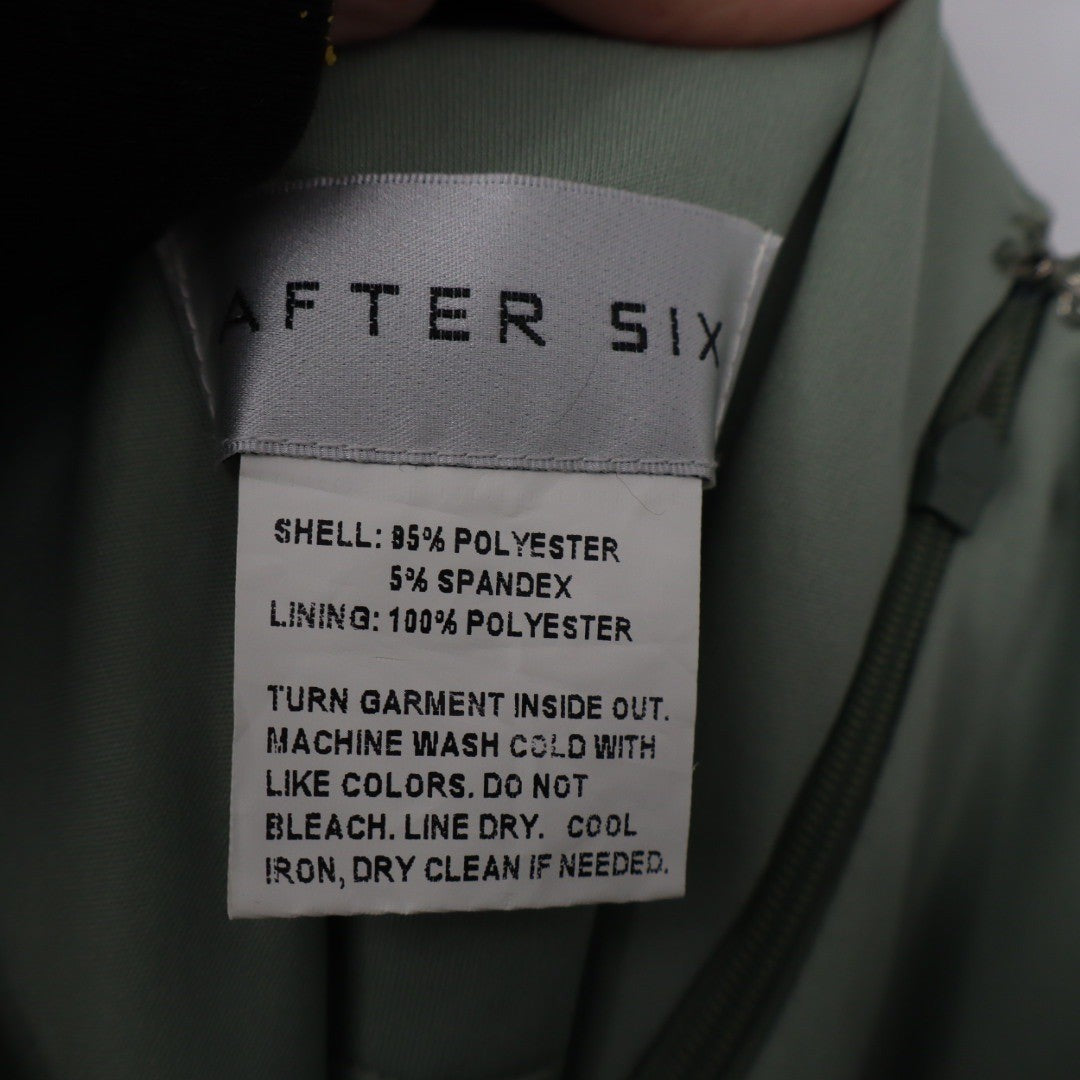 AFTER SIX
SHELL: 95% POLYESTER
5% SPANDEX
LINING: 100% POLYESTER
TURN GARMENT INSIDE OUT.
MACHINE WASH COLD WITH
LIKE COLORS. DO NOT
BLEACH. LINE DRY. COOL
IRON, DRY CLEAN IF NEEDED.